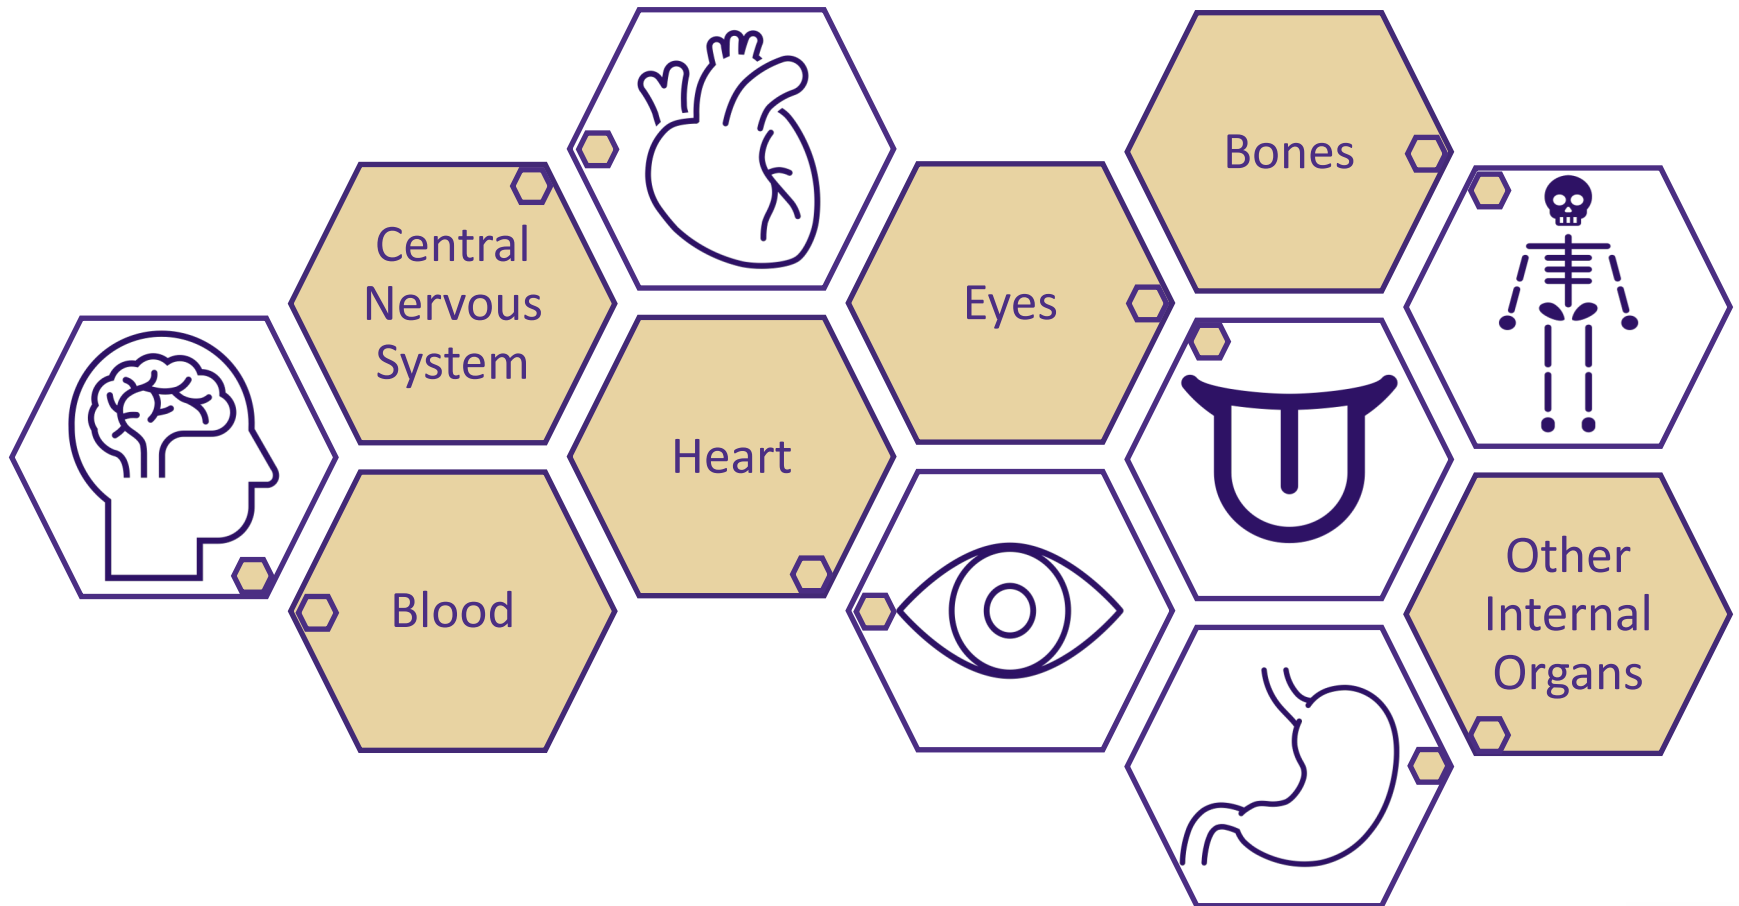 Central
Nervous
System
Blood
Heart
Eyes
Bones
Other
Internal
Organs